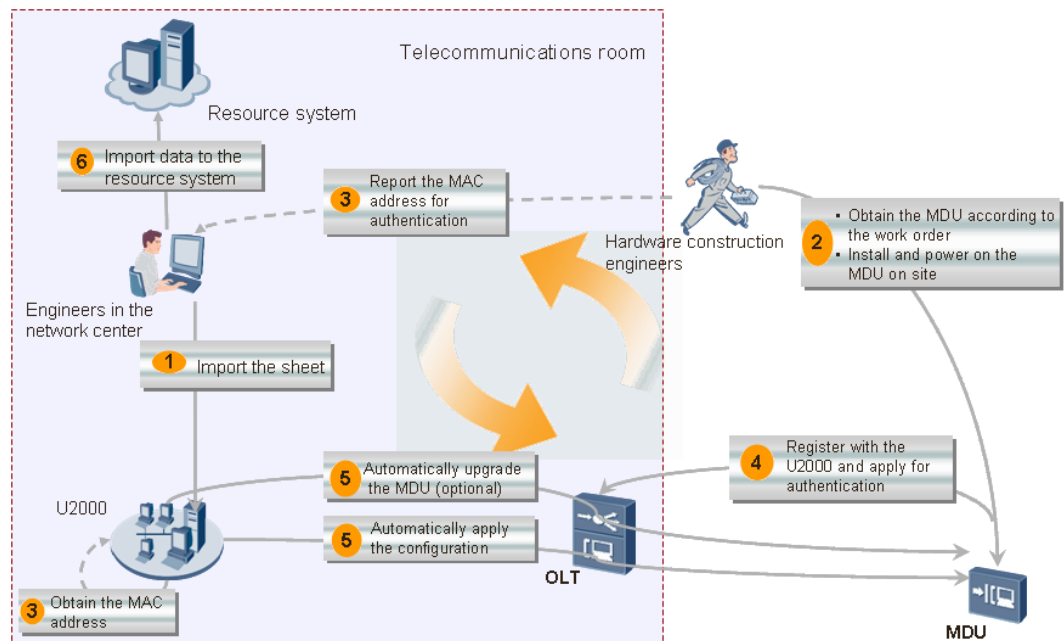 Telecommunications room
Resource system
6 Import data to the
resource system
3 Report the MAC
address for
authentication
Hardware construction
engineers
2
▪ Obtain the MDU according to
the work order
▪ Install and power on the
MDU on site
Engineers in the
network center
1 Import the sheet
4 Register with the
U2000 and apply for
authentication
5 Automatically upgrade
the MDU (optional)
U2000
5 Automatically apply
the configuration
OLT
3 Obtain the MAC
address
MDU